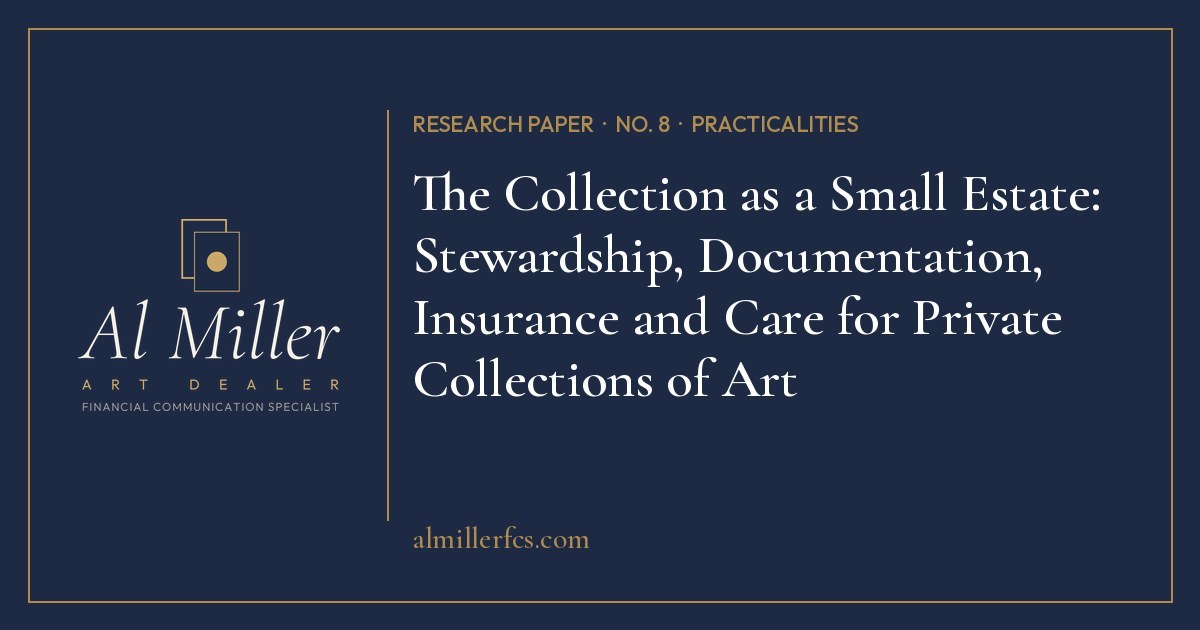 Al Miller
ART DEALER
FINANCIAL COMMUNICATION SPECIALIST
RESEARCH PAPER · NO. 8 · PRACTICALITIES
The Collection as a Small Estate:
Stewardship, Documentation,
Insurance and Care for Private
Collections of Art
almillerfcs.com